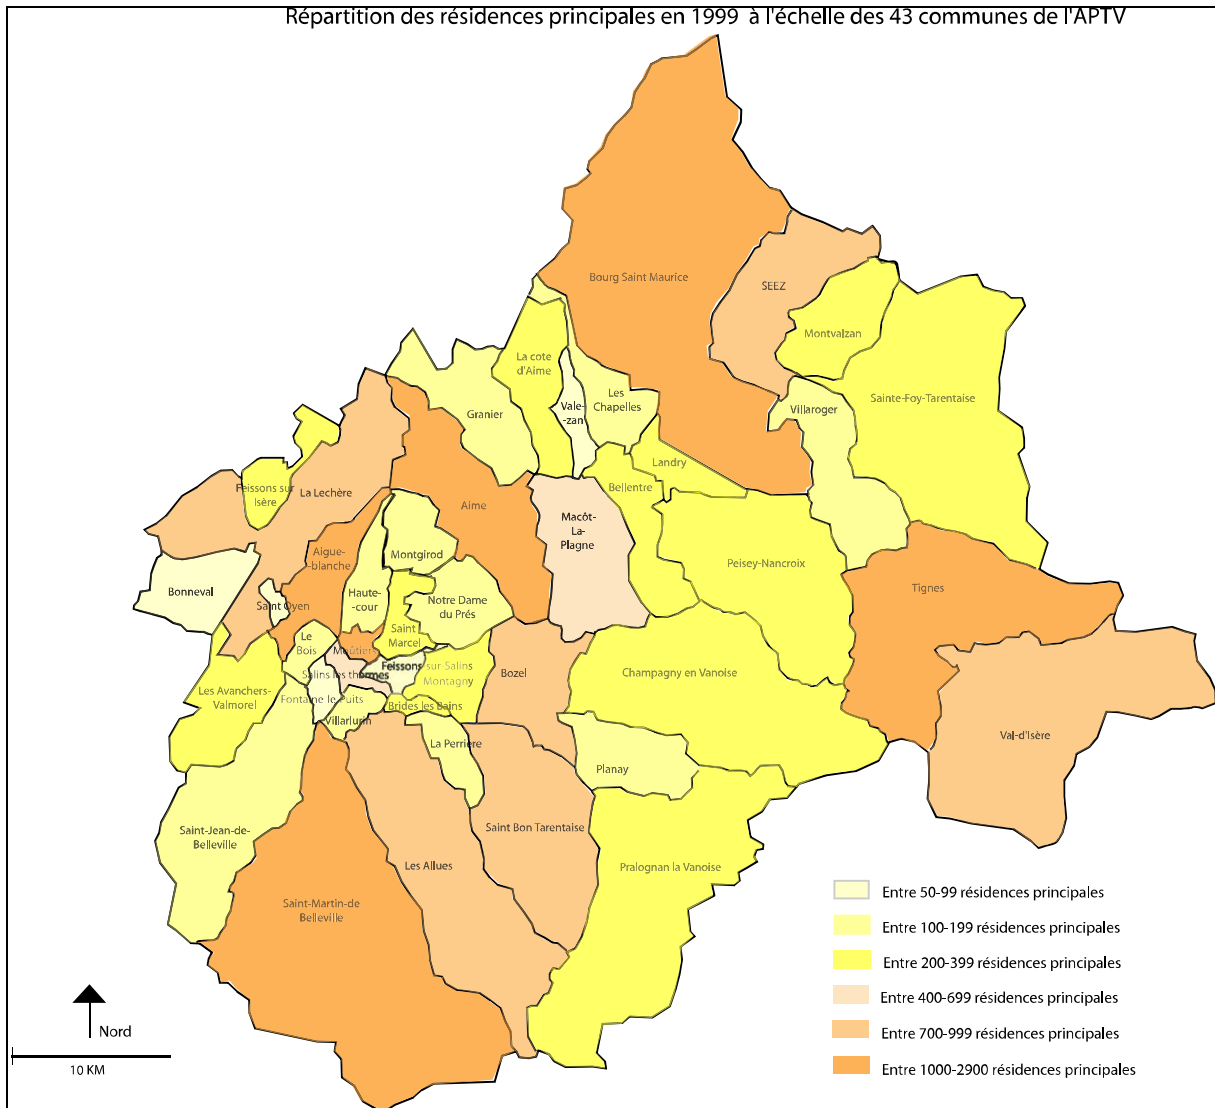 Répartition des résidences principales en 1999 à l'échelle des 43 communes de l'APTV
Bourg Saint Maurice
SEEZ
Montvalzan
Sainte-Foy-Tarentaise
La cote
d'Aime
Vale-
-zan
Les
Chapelles
Villaroger
Granier
Landry
Bellentre
Feissons sur
Isère
La Lechère
Aime
Macôt-
La-
Plagne
Peisey-Nancroix
Tignes
Aigue-
-blanche
Montgirod
Bonneval
Saint Oyen
Haute-
-cour
Notre Dame
du Prés
Le
Bois
Saint
Marcel
Moûtiers
Feissons-sur-Salins
Salins les thermes
Montagny
Bozel
Champagny en Vanoise
Les Avanchers-
Valmorel
Fontaine le Puits
Brides les Bains
Villarlurin
La Perrière
Planay
Val-d'Isère
Saint-Jean-de-
Belleville
Saint Bon Tarentaise
Les Allues
Pralognan la Vanoise
Saint-Martin-de
Belleville
Entre 50-99 résidences principales
Entre 100-199 résidences principales
Entre 200-399 résidences principales
Entre 400-699 résidences principales
Entre 700-999 résidences principales
Entre 1000-2900 résidences principales
Nord
10 KM